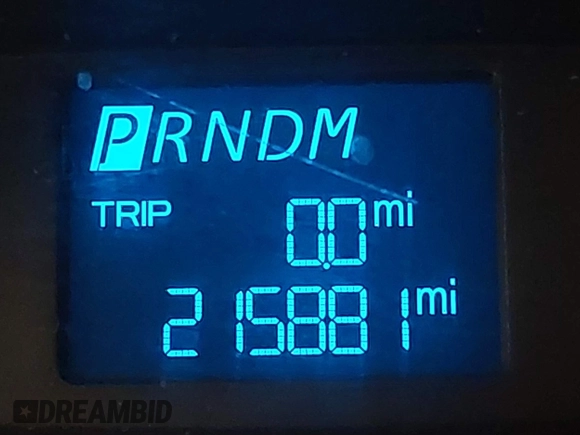 PRNDM
TRIP 0.0 mi
215881 mi
DREAMBID